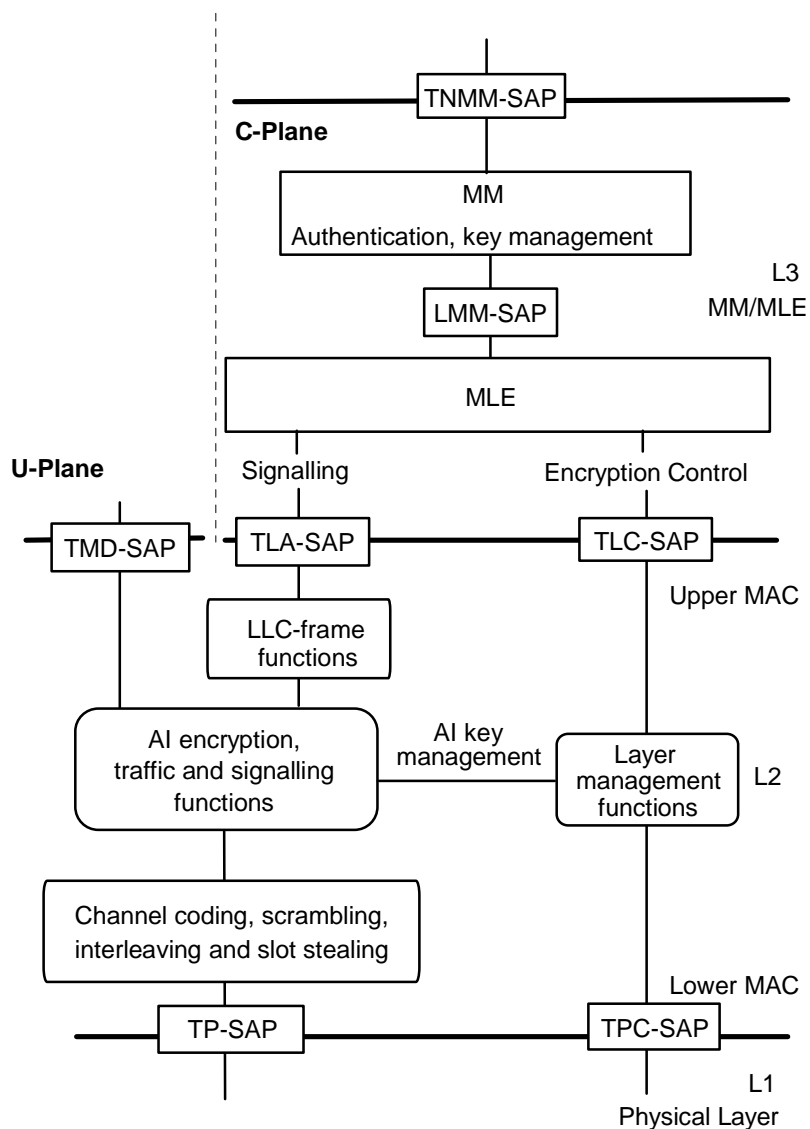 TNMM-SAP
C-Plane
MM
Authentication, key management
L3
MM/MLE
LMM-SAP
MLE
U-Plane
Signalling
Encryption Control
TMD-SAP
TLA-SAP
TLC-SAP
Upper MAC
LLC-frame
functions
AI encryption,
traffic and signalling
functions
AI key
management
Layer
management
functions
L2
Channel coding, scrambling,
interleaving and slot stealing
Lower MAC
TP-SAP
TPC-SAP
L1
Physical Layer